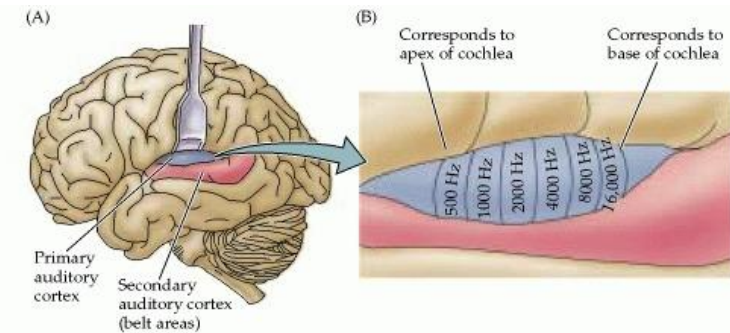 (A)
Primary
auditory
cortex
Secondary
auditory cortex
(belt areas)
(B)
Corresponds to
apex of cochlea
Corresponds to
base of cochlea
500 Hz
1000 Hz
2000 Hz
4000 Hz
8000 Hz
16,000 Hz